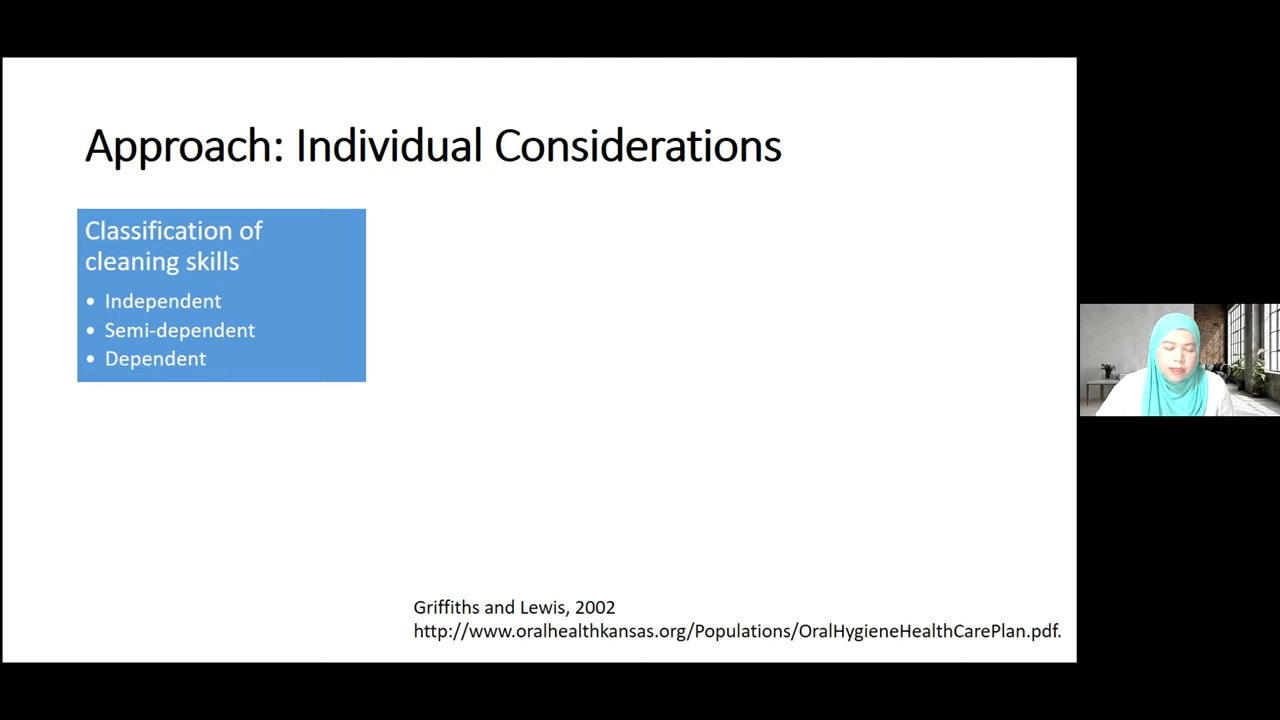 Approach: Individual Considerations
Classification of
cleaning skills
• Independent
• Semi-dependent
• Dependent
Griffiths and Lewis, 2002
http://www.oralhealthkansas.org/Populations/OralHygieneHealthCarePlan.pdf.